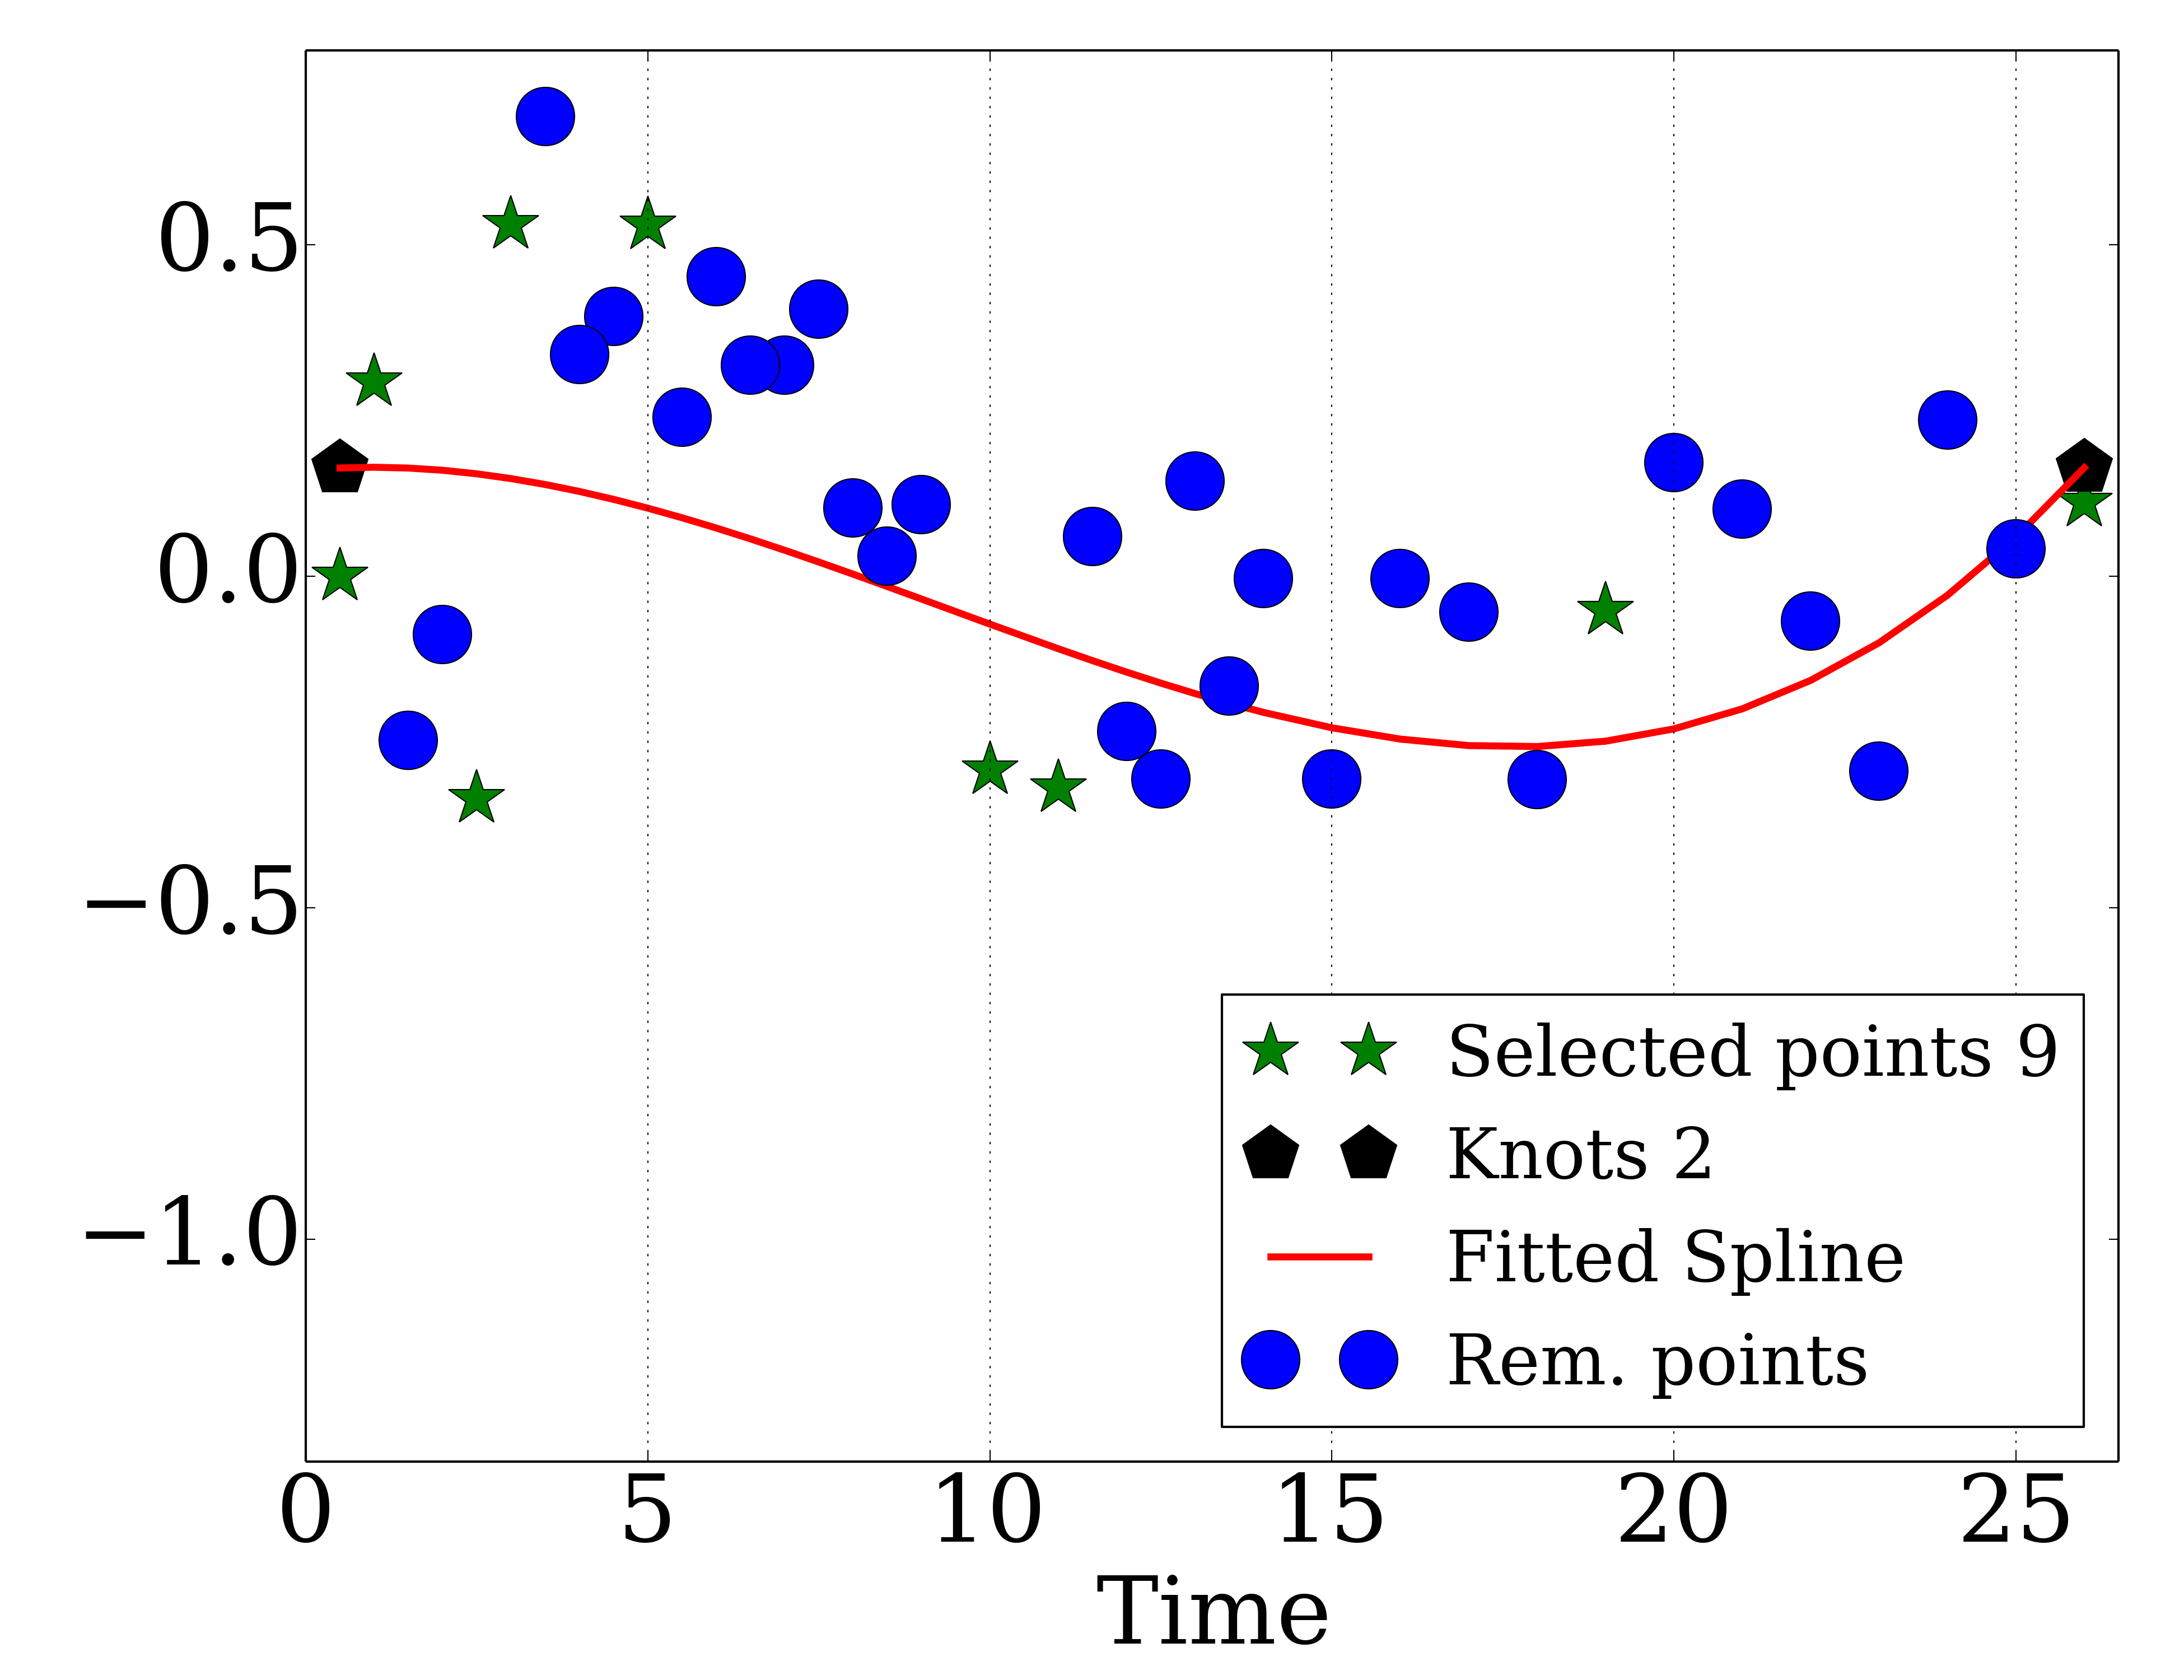 0.5
0.0
−0.5
−1.0
Selected points 9
Knots 2
Fitted Spline
Rem. points
0 5 10 15 20 25
Time